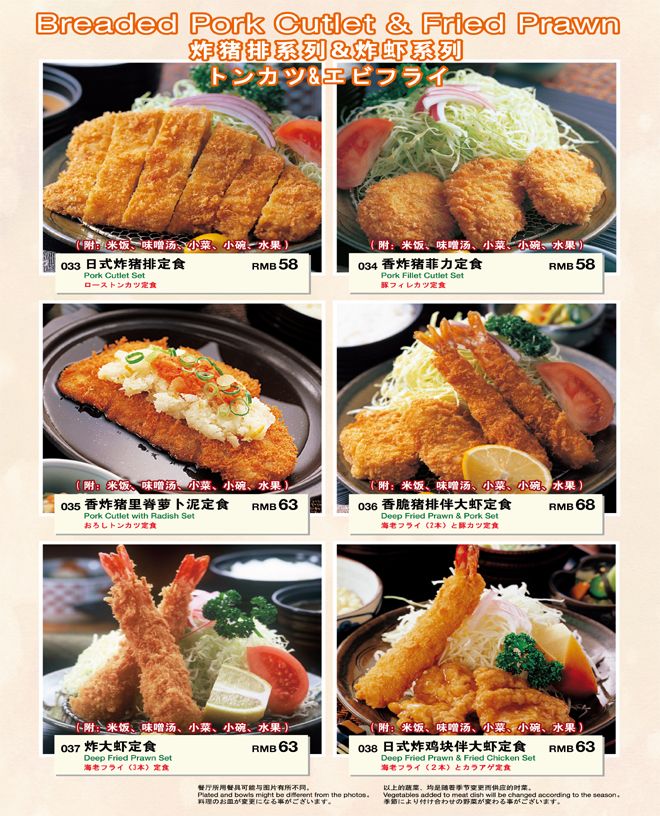 Breaded Pork Cutlet & Fried Prawn
炸猪排系列&炸虾系列
トンカツ&エビフライ
(附：米饭、味噌汤、小菜、小碗、水果)
033 日式炸猪排定食 RMB 58
Pork Cutlet Set
ローストンカツ定食
(附：米饭、味噌汤、小菜、小碗、水果)
034 香炸猪菲力定食 RMB 58
Pork Fillet Cutlet Set
豚フィレカツ定食
(附：米饭、味噌汤、小菜、小碗、水果)
035 香炸猪里脊萝卜泥定食 RMB 63
Pork Cutlet with Radish Set
おろしトンカツ定食
(附：米饭、味噌汤、小菜、小碗、水果)
036 香脆猪排伴大虾定食 RMB 68
Deep Fried Prawn & Pork Set
海老フライ(2本)と豚カツ定食
(附：米饭、味噌汤、小菜、小碗、水果)
037 炸大虾定食 RMB 63
Deep Fried Prawn Set
海老フライ(3本)定食
(附：米饭、味噌汤、小菜、小碗、水果)
038 日式炸鸡块伴大虾定食 RMB 63
Deep Fried Prawn & Fried Chicken Set
海老フライ(2本)とカラアゲ定食
餐厅所用餐具可能与图片有所不同。
Plated and bowls might be different from the photos.
料理のお皿が変更になる事がございます。
以上的蔬菜、均是随着季节变更而供应的时菜。
Vegetables added to meat dish will be changed according to the season.
季節により付け合わせの野菜が変わる事がございます。